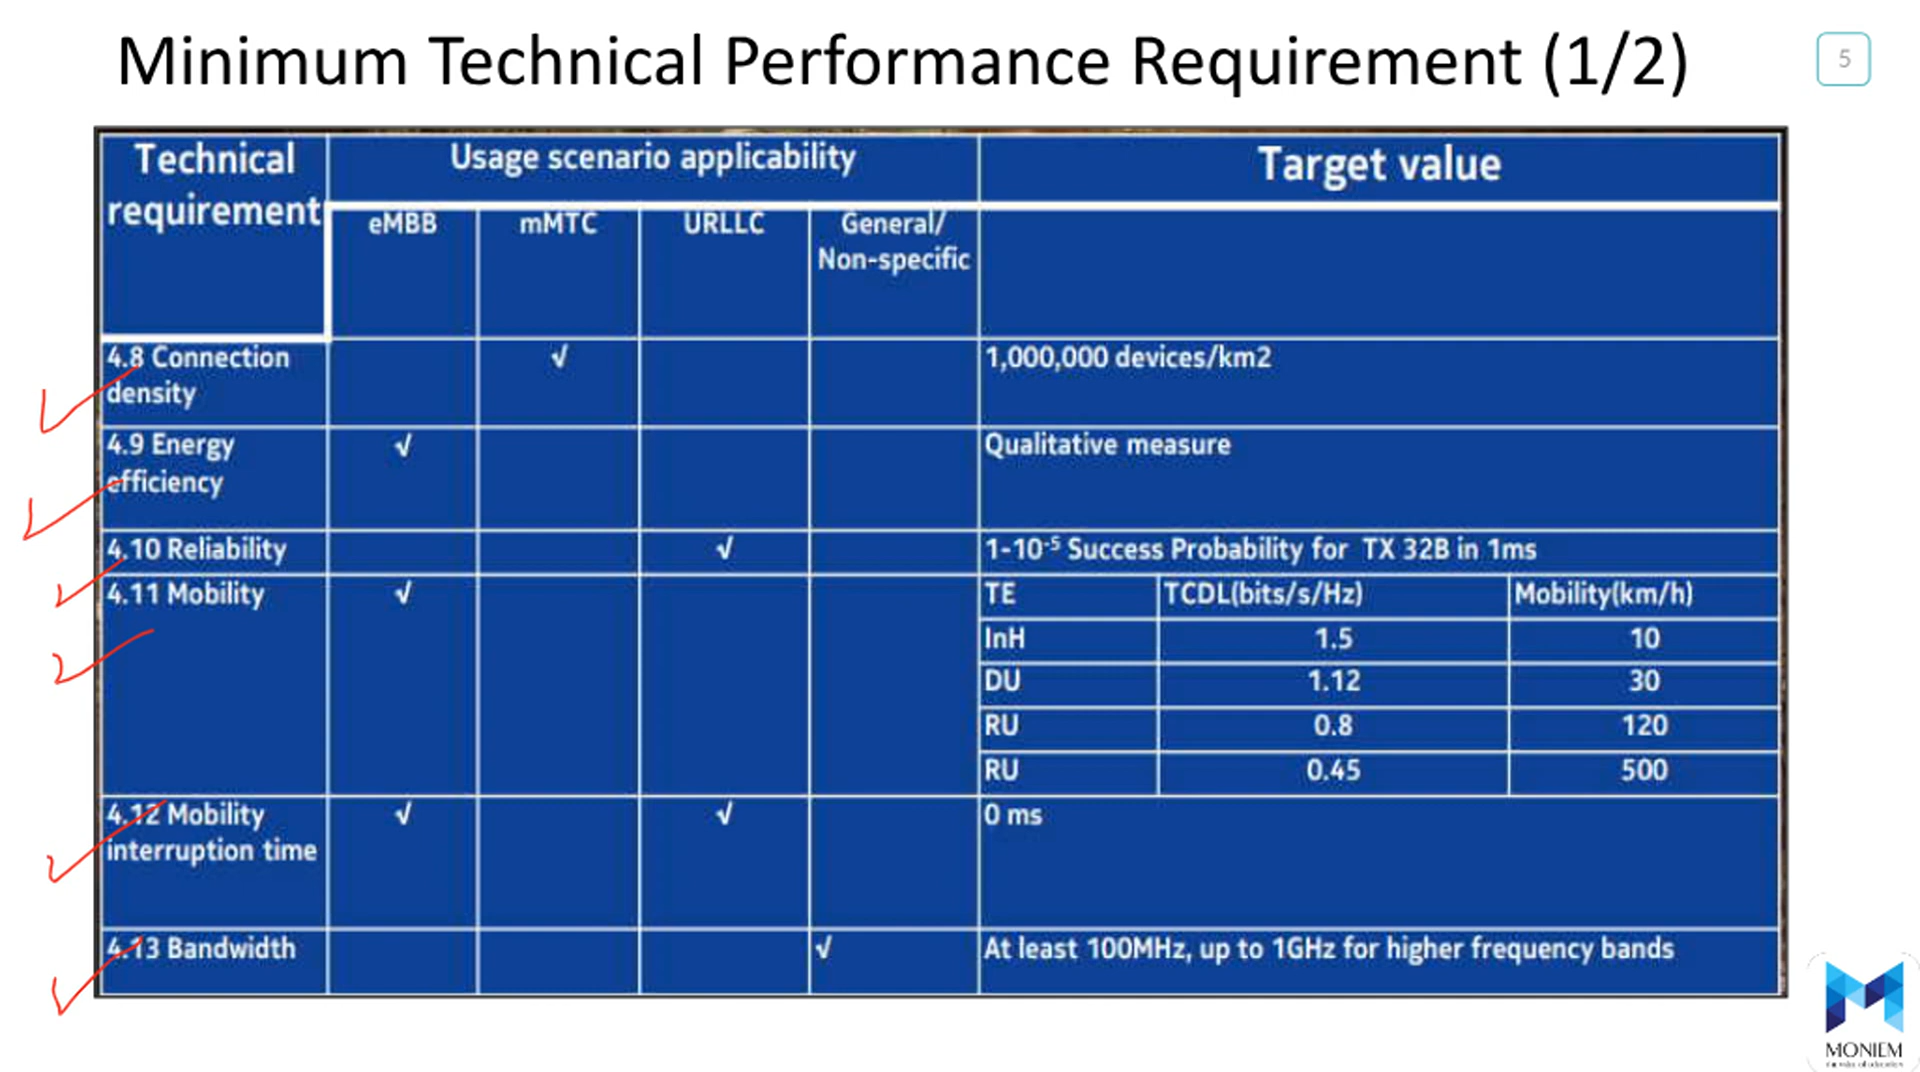 Minimum Technical Performance Requirement (1/2)
5
Technical requirement
Usage scenario applicability
Target value
eMBB
mMTC
URLLC
General/
Non-specific
4.8 Connection
density
√
1,000,000 devices/km2
4.9 Energy
efficiency
√
Qualitative measure
4.10 Reliability
√
1-10⁻⁵ Success Probability for TX 32B in 1ms
4.11 Mobility
√
TE TCDL(bits/s/Hz) Mobility(km/h)
InH 1.5 10
DU 1.12 30
RU 0.8 120
RU 0.45 500
4.12 Mobility
interruption time
√ √
0 ms
4.13 Bandwidth
√
At least 100MHz, up to 1GHz for higher frequency bands
MONIEM